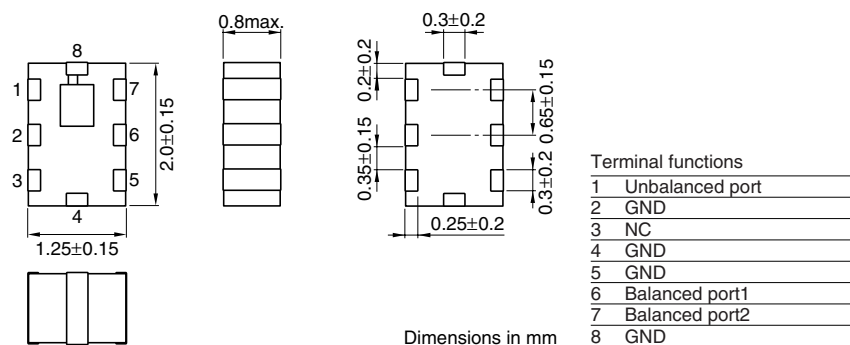 0.8max.
0.3±0.2
8
1
7
2
6
3
5
4
2.0±0.15
1.25±0.15
0.2±0.2
0.65±0.15
0.35±0.15
0.3±0.2
0.25±0.2
Dimensions in mm
Terminal functions
1 Unbalanced port
2 GND
3 NC
4 GND
5 GND
6 Balanced port1
7 Balanced port2
8 GND